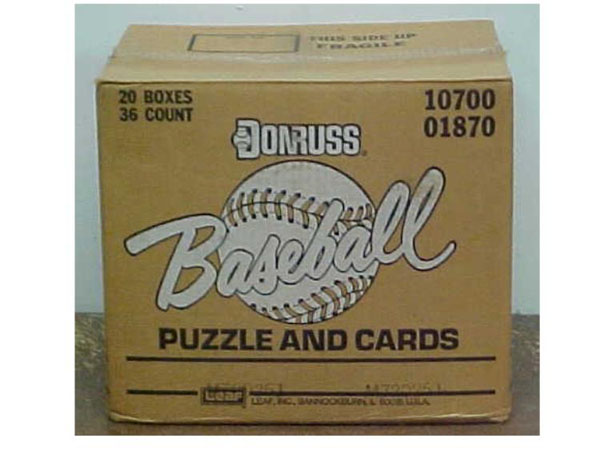 THIS SIDE UP
FRAGILE
20 BOXES
36 COUNT
10700
01870
DONRUSS
Baseball
PUZZLE AND CARDS
Leaf
LEAF, INC., BANNOCKBURN, IL 60015 U.S.A.